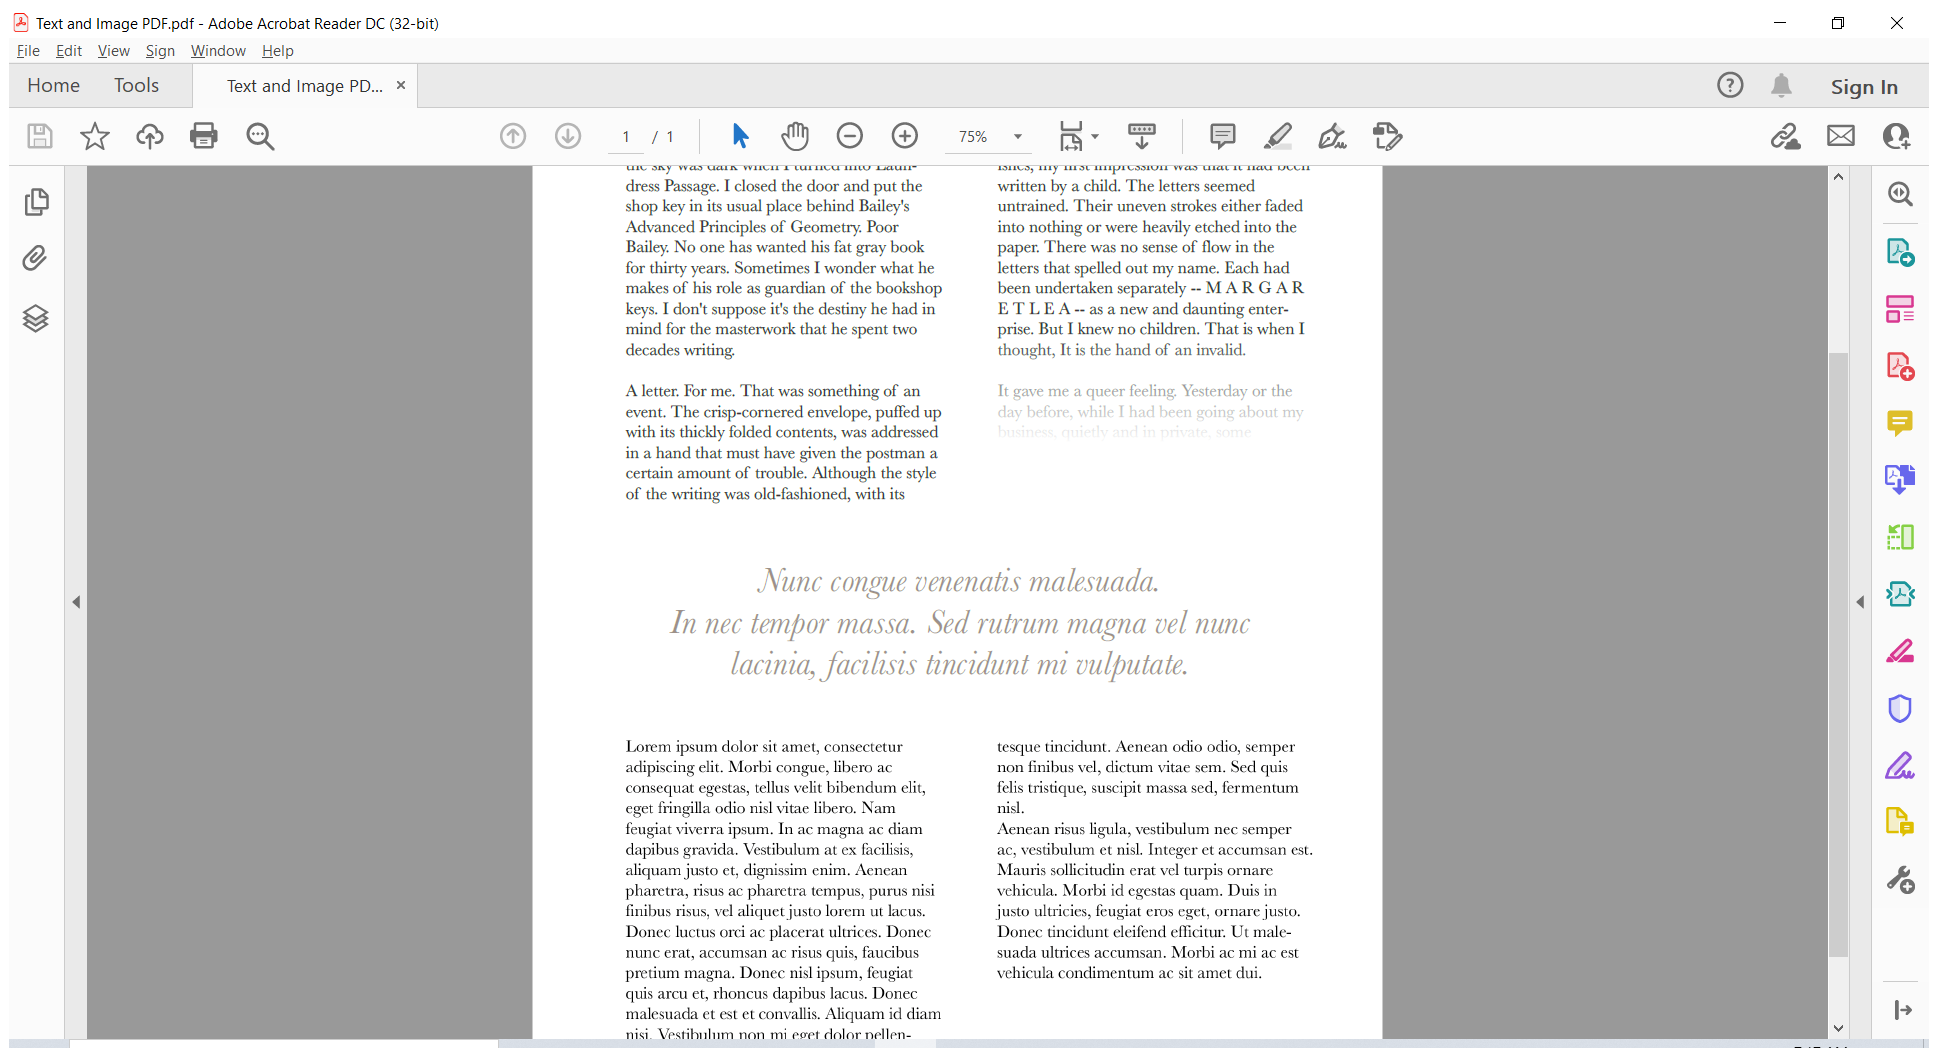 Text and Image PDF.pdf - Adobe Acrobat Reader DC (32-bit)
File Edit View Sign Window Help
Home Tools Text and Image PD... × Sign In
1 / 1 75%
the sky was dark when I turned into Laun-
dress Passage. I closed the door and put the
shop key in its usual place behind Bailey's
Advanced Principles of Geometry. Poor
Bailey. No one has wanted his fat gray book
for thirty years. Sometimes I wonder what he
makes of his role as guardian of the bookshop
keys. I don't suppose it's the destiny he had in
mind for the masterwork that he spent two
decades writing.
A letter. For me. That was something of an
event. The crisp-cornered envelope, puffed up
with its thickly folded contents, was addressed
in a hand that must have given the postman a
certain amount of trouble. Although the style
of the writing was old-fashioned, with its
ishes, my first impression was that it had been
written by a child. The letters seemed
untrained. Their uneven strokes either faded
into nothing or were heavily etched into the
paper. There was no sense of flow in the
letters that spelled out my name. Each had
been undertaken separately -- M A R G A R
E T L E A -- as a new and daunting enter-
prise. But I knew no children. That is when I
thought, It is the hand of an invalid.
It gave me a queer feeling. Yesterday or the
day before, while I had been going about my
business, quietly and in private, some
Nunc congue venenatis malesuada.
In nec tempor massa. Sed rutrum magna vel nunc
lacinia, facilisis tincidunt mi vulputate.
Lorem ipsum dolor sit amet, consectetur
adipiscing elit. Morbi congue, libero ac
consequat egestas, tellus velit bibendum elit,
eget fringilla odio nisl vitae libero. Nam
feugiat viverra ipsum. In ac magna ac diam
dapibus gravida. Vestibulum at ex facilisis,
aliquam justo et, dignissim enim. Aenean
pharetra, risus ac pharetra tempus, purus nisi
finibus risus, vel aliquet justo lorem ut lacus.
Donec luctus orci ac placerat ultrices. Donec
nunc erat, accumsan ac risus quis, faucibus
pretium magna. Donec nisl ipsum, feugiat
quis arcu et, rhoncus dapibus lacus. Donec
malesuada et est et convallis. Aliquam id diam
nisi. Vestibulum non mi eget dolor pellen-
tesque tincidunt. Aenean odio odio, semper
non finibus vel, dictum vitae sem. Sed quis
felis tristique, suscipit massa sed, fermentum
nisl.
Aenean risus ligula, vestibulum nec semper
ac, vestibulum et nisl. Integer et accumsan est.
Mauris sollicitudin erat vel turpis ornare
vehicula. Morbi id egestas quam. Duis in
justo ultricies, feugiat eros eget, ornare justo.
Donec tincidunt eleifend efficitur. Ut male-
suada ultrices accumsan. Morbi ac mi ac est
vehicula condimentum ac sit amet dui.